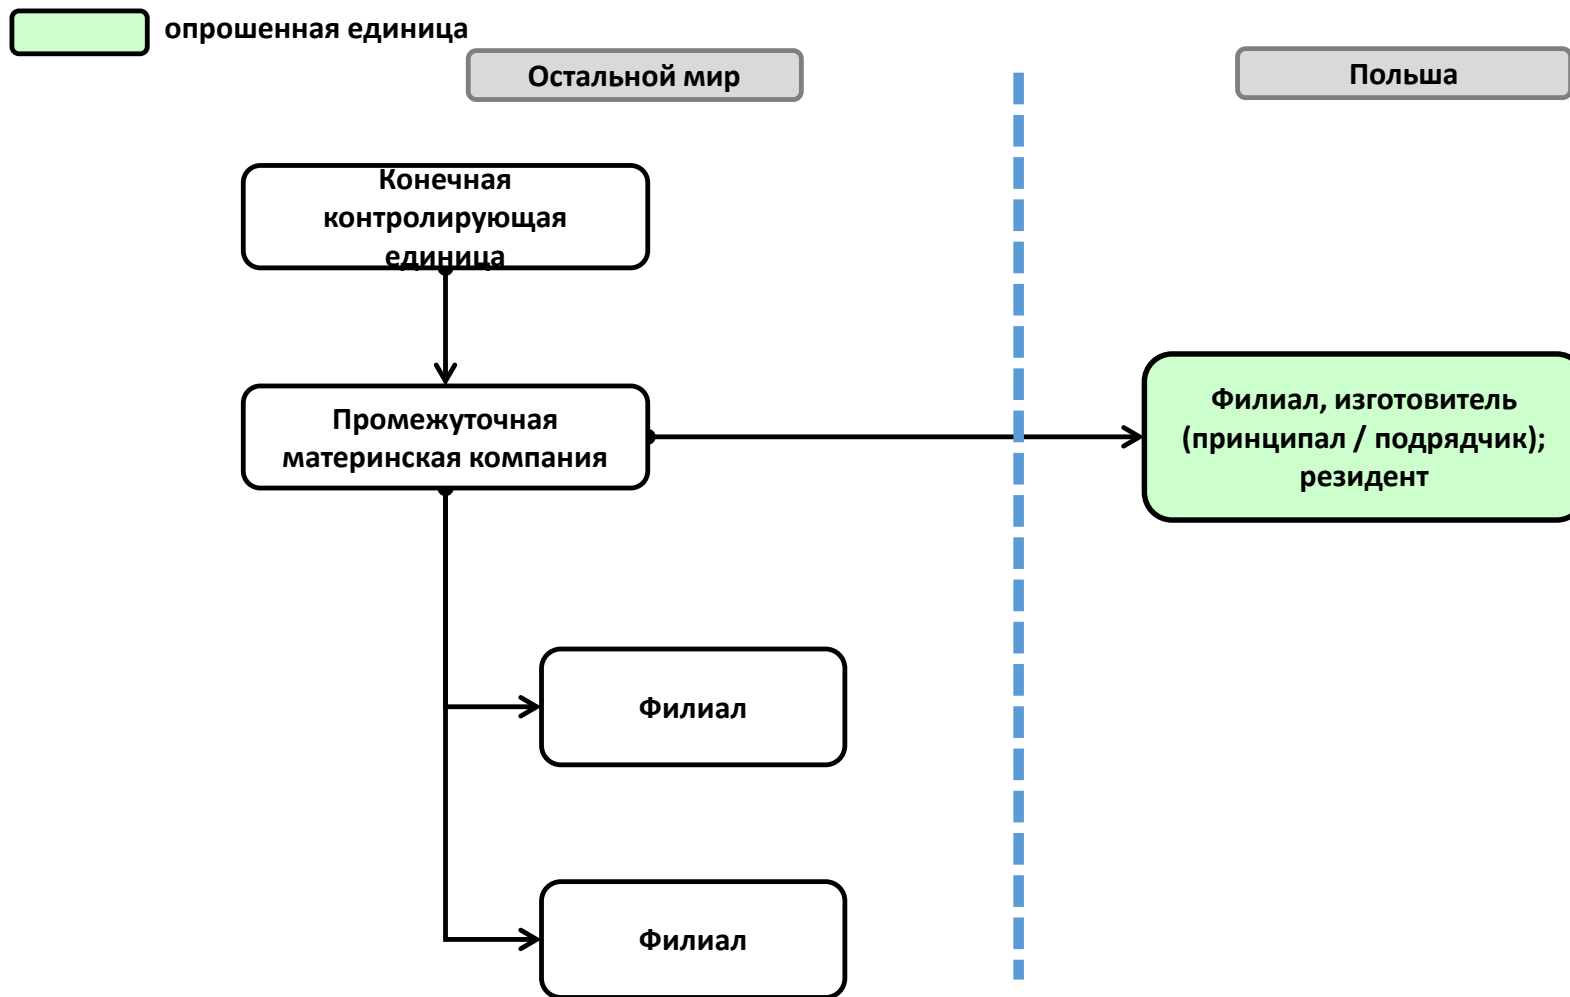 опрошенная единица
Остальной мир
Польша
Конечная
контролирующая
единица
Промежуточная
материнская компания
Филиал, изготовитель
(принципал / подрядчик);
резидент
Филиал
Филиал